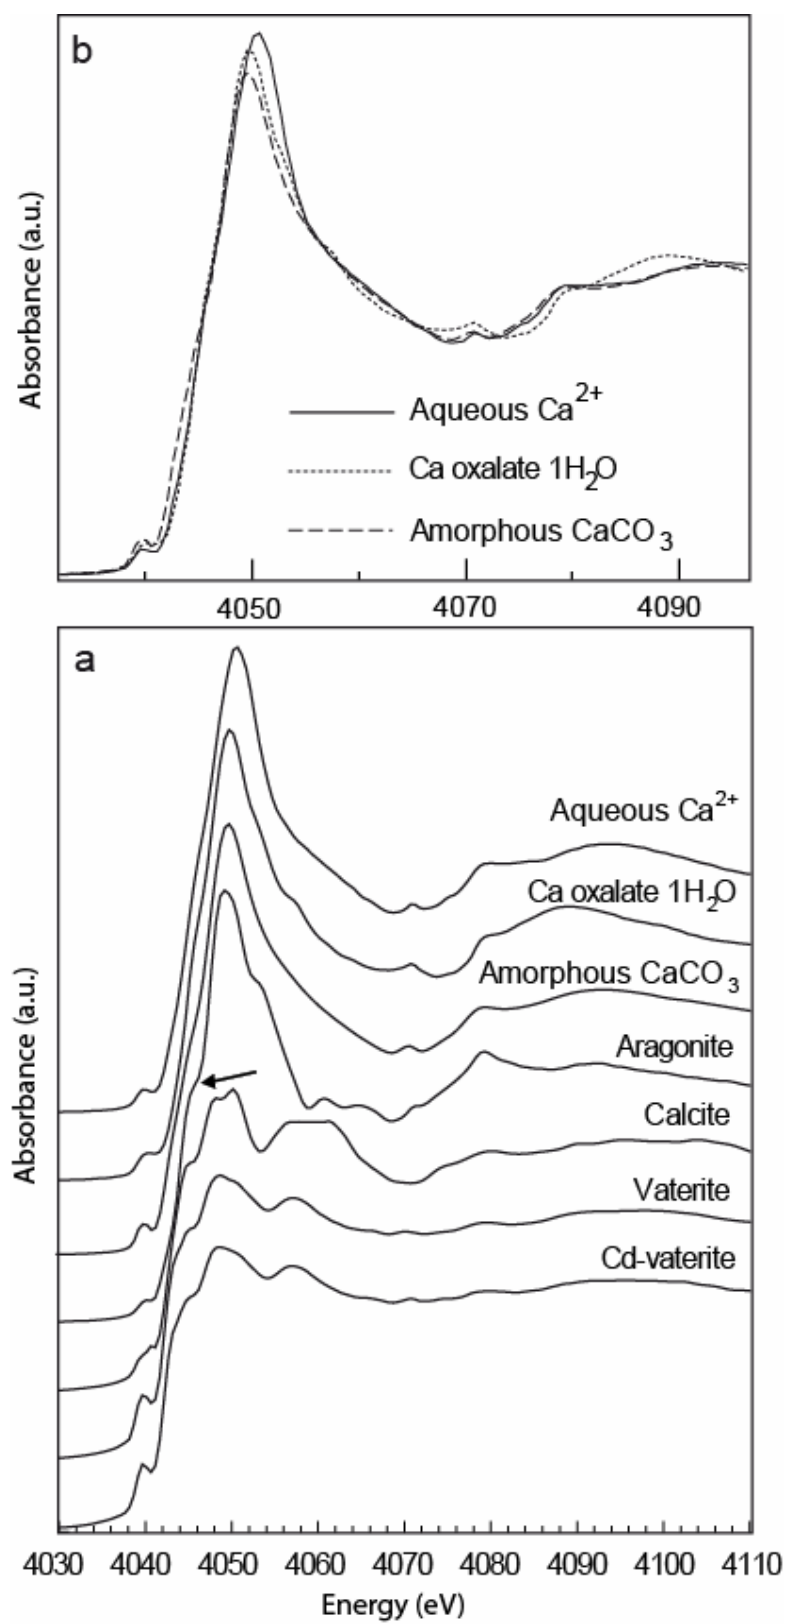 b
Absorbance (a.u.)
Aqueous Ca2+
Ca oxalate 1H2O
Amorphous CaCO3
4050 4070 4090
a
Aqueous Ca2+
Ca oxalate 1H2O
Amorphous CaCO3
Aragonite
Calcite
Vaterite
Cd-vaterite
Absorbance (a.u.)
4030 4040 4050 4060 4070 4080 4090 4100 4110
Energy (eV)